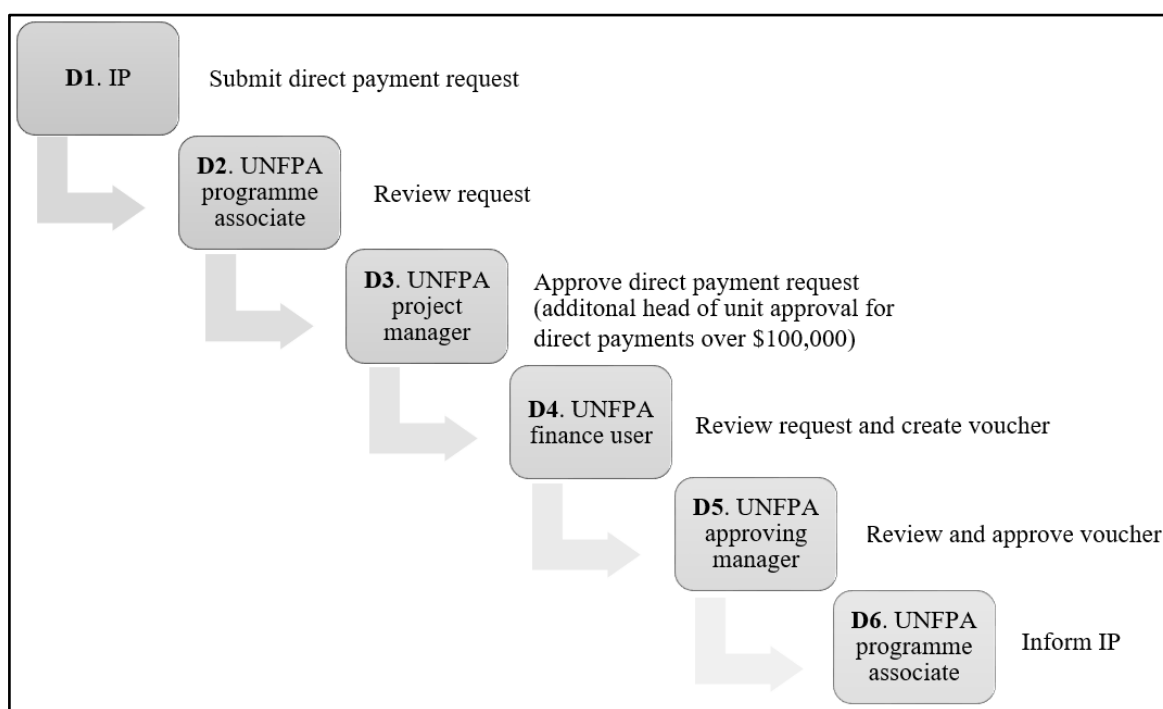 D1. IP
Submit direct payment request
D2. UNFPA
programme
associate
Review request
D3. UNFPA
project
manager
Approve direct payment request
(additonal head of unit approval for
direct payments over $100,000)
D4. UNFPA
finance user
Review request and create voucher
D5. UNFPA
approving
manager
Review and approve voucher
D6. UNFPA
programme
associate
Inform IP